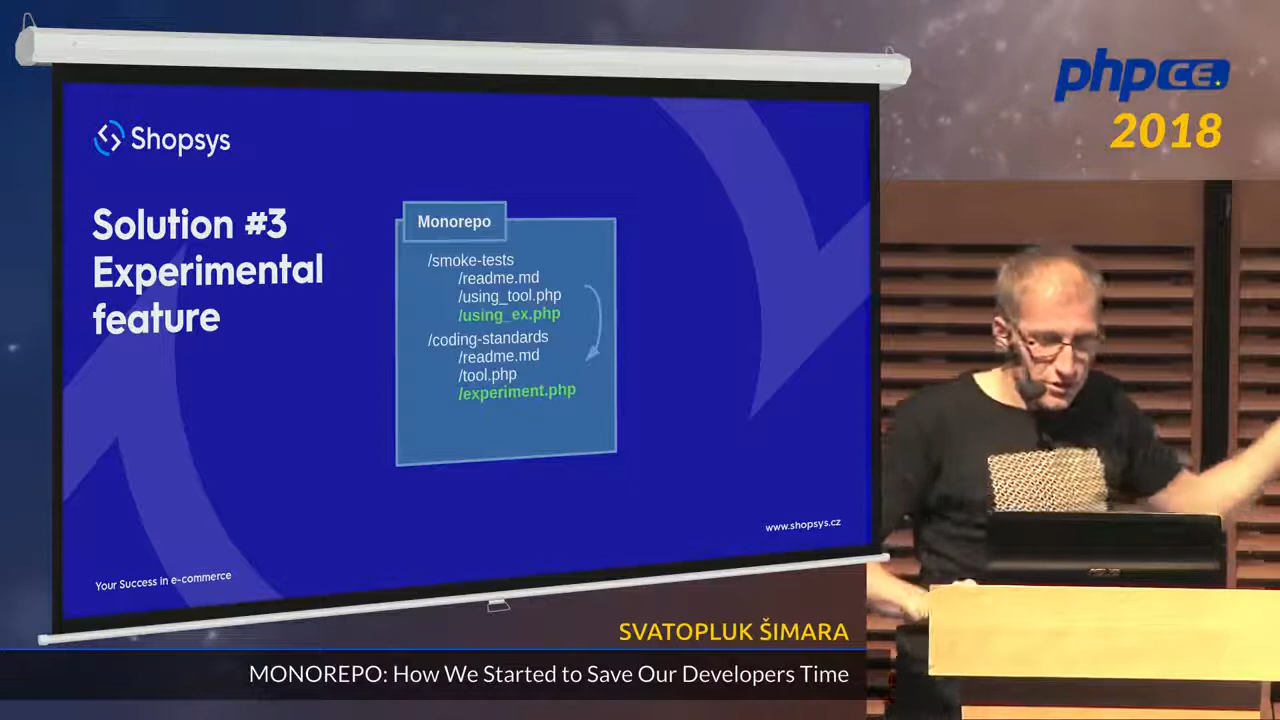 Shopsys
Solution #3
Experimental
feature
Monorepo
/smoke-tests
/readme.md
/using_tool.php
/using_ex.php
/coding-standards
/readme.md
/tool.php
/experiment.php
www.shopsys.cz
Your Success in e-commerce
phpCE.
2018
ASUS
SVATOPLUK ŠIMARA
MONOREPO: How We Started to Save Our Developers Time